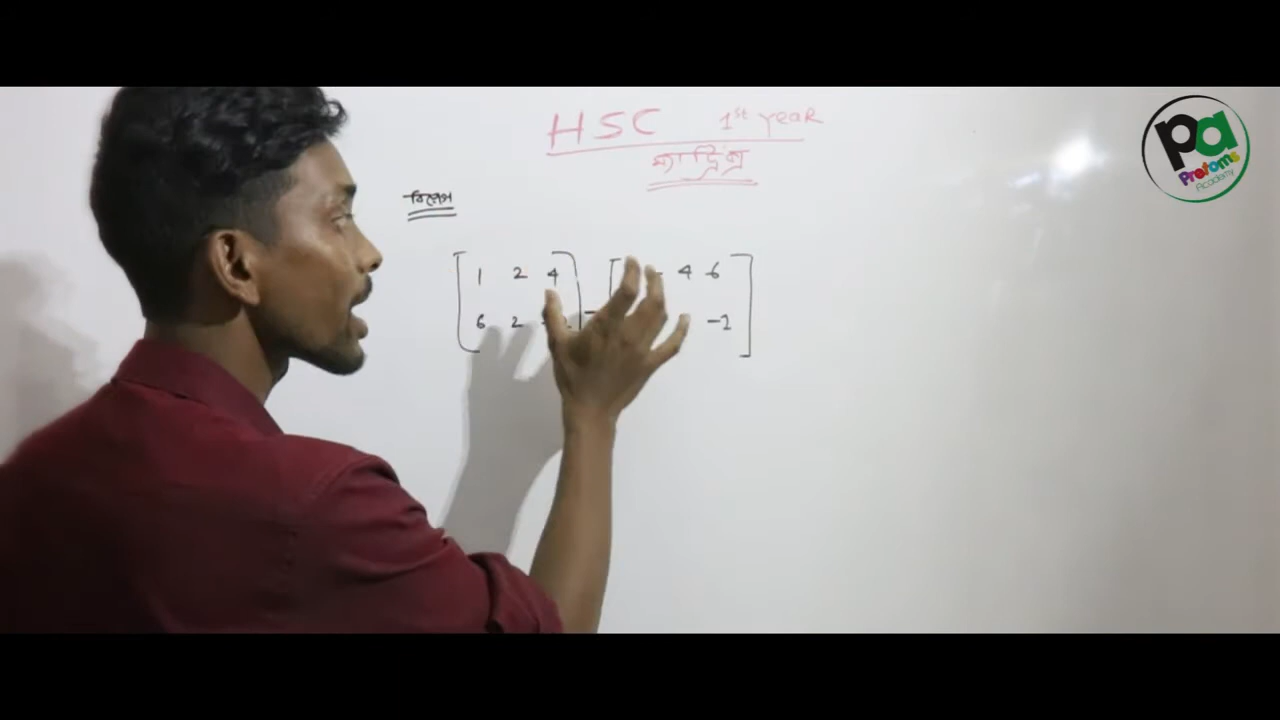 HSC 1st year
ম্যাট্রিক্স
বিয়োগ
1 2 4 4 6
6 2 -2
pa
Pretoms
Academy